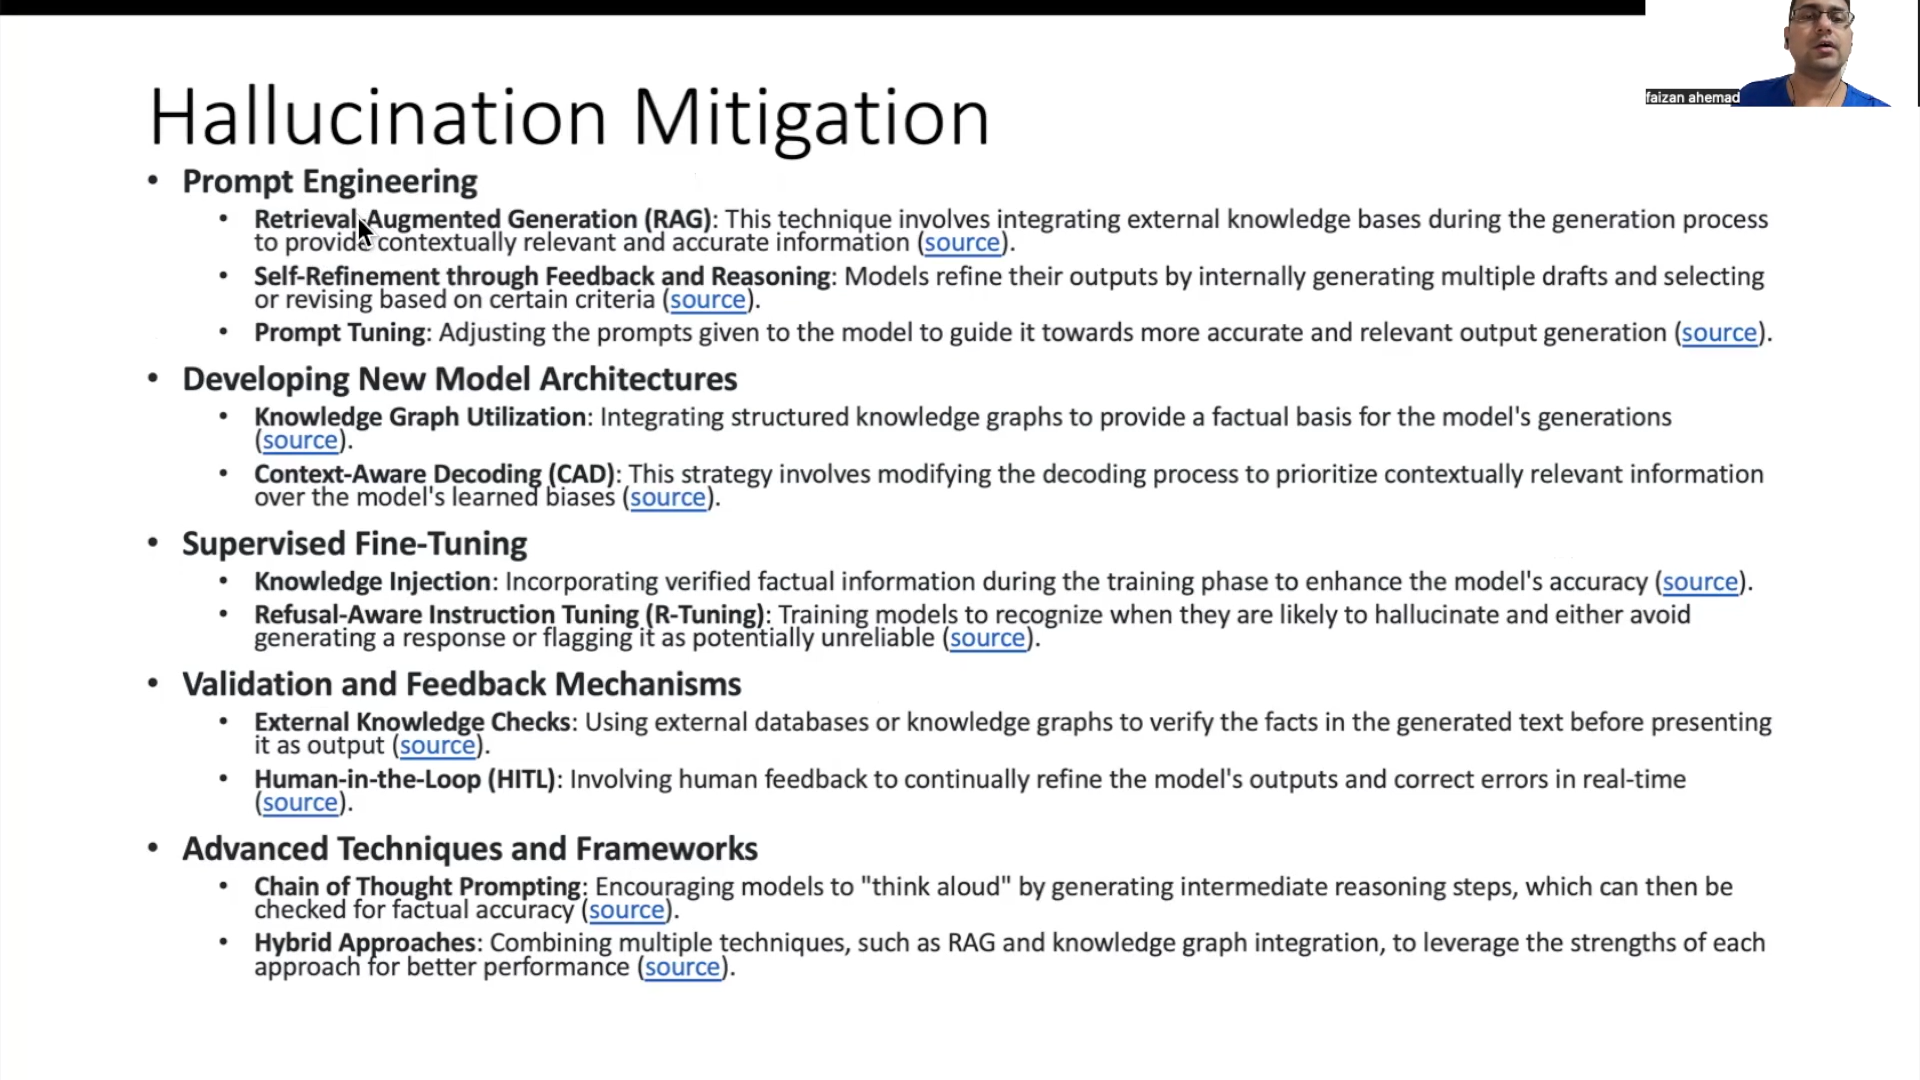 faizan ahemad
Hallucination Mitigation
• Prompt Engineering
• Retrieval Augmented Generation (RAG): This technique involves integrating external knowledge bases during the generation process
to provide contextually relevant and accurate information (source).
• Self-Refinement through Feedback and Reasoning: Models refine their outputs by internally generating multiple drafts and selecting
or revising based on certain criteria (source).
• Prompt Tuning: Adjusting the prompts given to the model to guide it towards more accurate and relevant output generation (source).
• Developing New Model Architectures
• Knowledge Graph Utilization: Integrating structured knowledge graphs to provide a factual basis for the model's generations
(source).
• Context-Aware Decoding (CAD): This strategy involves modifying the decoding process to prioritize contextually relevant information
over the model's learned biases (source).
• Supervised Fine-Tuning
• Knowledge Injection: Incorporating verified factual information during the training phase to enhance the model's accuracy (source).
• Refusal-Aware Instruction Tuning (R-Tuning): Training models to recognize when they are likely to hallucinate and either avoid
generating a response or flagging it as potentially unreliable (source).
• Validation and Feedback Mechanisms
• External Knowledge Checks: Using external databases or knowledge graphs to verify the facts in the generated text before presenting
it as output (source).
• Human-in-the-Loop (HITL): Involving human feedback to continually refine the model's outputs and correct errors in real-time
(source).
• Advanced Techniques and Frameworks
• Chain of Thought Prompting: Encouraging models to "think aloud" by generating intermediate reasoning steps, which can then be
checked for factual accuracy (source).
• Hybrid Approaches: Combining multiple techniques, such as RAG and knowledge graph integration, to leverage the strengths of each
approach for better performance (source).